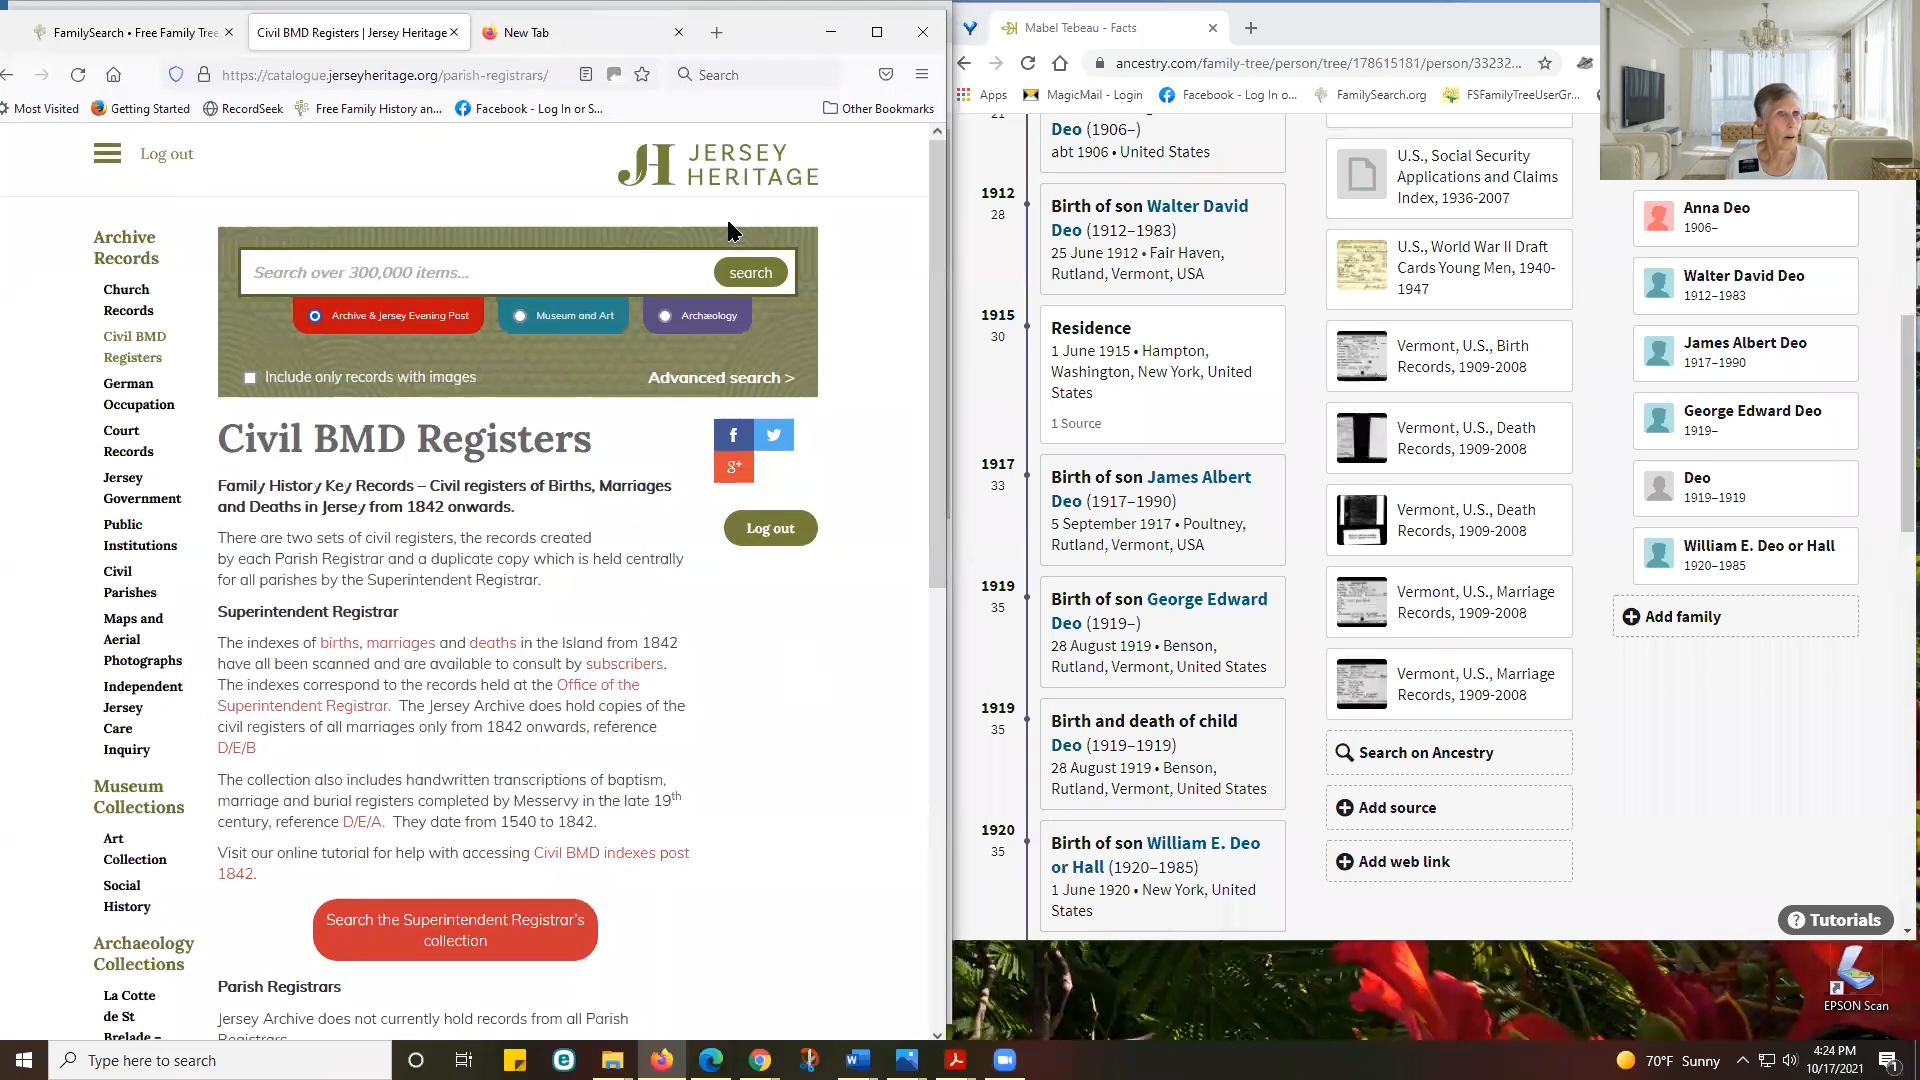 FamilySearch • Free Family Tree
Civil BMD Registers | Jersey Heritage
New Tab
https://catalogue.jerseyheritage.org/parish-registrars/
Search
Most Visited
Getting Started
RecordSeek
Free Family History an...
Facebook - Log In or S...
Other Bookmarks
Log out
JERSEY
HERITAGE
Archive
Records
Church
Records
Civil BMD
Registers
German
Occupation
Court
Records
Jersey
Government
Public
Institutions
Civil
Parishes
Maps and
Aerial
Photographs
Independent
Jersey
Care
Inquiry
Museum
Collections
Art
Collection
Social
History
Archaeology
Collections
La Cotte
de St
Brelade –
Search over 300,000 items...
search
Archive & Jersey Evening Post
Museum and Art
Archæology
Include only records with images
Advanced search >
Civil BMD Registers
f
g+
Log out
Family History Key Records – Civil registers of Births, Marriages
and Deaths in Jersey from 1842 onwards.
There are two sets of civil registers, the records created
by each Parish Registrar and a duplicate copy which is held centrally
for all parishes by the Superintendent Registrar.
Superintendent Registrar
The indexes of births, marriages and deaths in the Island from 1842
have all been scanned and are available to consult by subscribers.
The indexes correspond to the records held at the Office of the
Superintendent Registrar. The Jersey Archive does hold copies of the
civil registers of all marriages only from 1842 onwards, reference
D/E/B
The collection also includes handwritten transcriptions of baptism,
marriage and burial registers completed by Messervy in the late 19th
century, reference D/E/A. They date from 1540 to 1842.
Visit our online tutorial for help with accessing Civil BMD indexes post
1842.
Search the Superintendent Registrar's
collection
Parish Registrars
Jersey Archive does not currently hold records from all Parish
Registrars
Mabel Tebeau - Facts
ancestry.com/family-tree/person/tree/178615181/person/33232...
Apps
MagicMail - Login
Facebook - Log In o...
FamilySearch.org
FSFamilyTreeUserGr...
21
Deo (1906–)
abt 1906 • United States
1912
28
Birth of son Walter David
Deo (1912–1983)
25 June 1912 • Fair Haven,
Rutland, Vermont, USA
1915
30
Residence
1 June 1915 • Hampton,
Washington, New York, United
States
1 Source
1917
33
Birth of son James Albert
Deo (1917–1990)
5 September 1917 • Poultney,
Rutland, Vermont, USA
1919
35
Birth of son George Edward
Deo (1919–)
28 August 1919 • Benson,
Rutland, Vermont, United States
1919
35
Birth and death of child
Deo (1919–1919)
28 August 1919 • Benson,
Rutland, Vermont, United States
1920
35
Birth of son William E. Deo
or Hall (1920–1985)
1 June 1920 • New York, United
States
U.S., Social Security
Applications and Claims
Index, 1936-2007
U.S., World War II Draft
Cards Young Men, 1940-
1947
Vermont, U.S., Birth
Records, 1909-2008
Vermont, U.S., Death
Records, 1909-2008
Vermont, U.S., Death
Records, 1909-2008
Vermont, U.S., Marriage
Records, 1909-2008
Vermont, U.S., Marriage
Records, 1909-2008
Search on Ancestry
Add source
Add web link
Anna Deo
1906–
Walter David Deo
1912–1983
James Albert Deo
1917–1990
George Edward Deo
1919–
Deo
1919–1919
William E. Deo or Hall
1920–1985
Add family
Tutorials
EPSON Scan
Type here to search
70°F Sunny
4:24 PM
10/17/2021
1